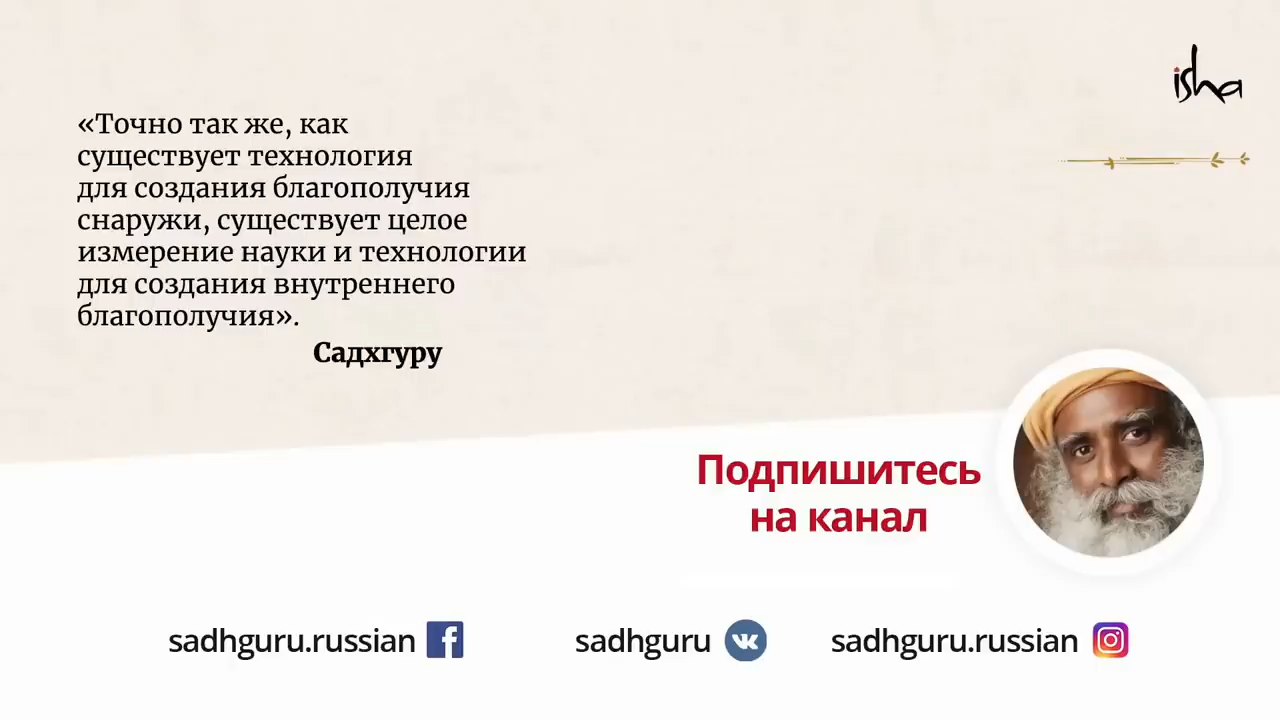 isha
«Точно так же, как
существует технология
для создания благополучия
снаружи, существует целое
измерение науки и технологии
для создания внутреннего
благополучия».
Садхгуру
Подпишитесь
на канал
sadhguru.russian
sadhguru
sadhguru.russian